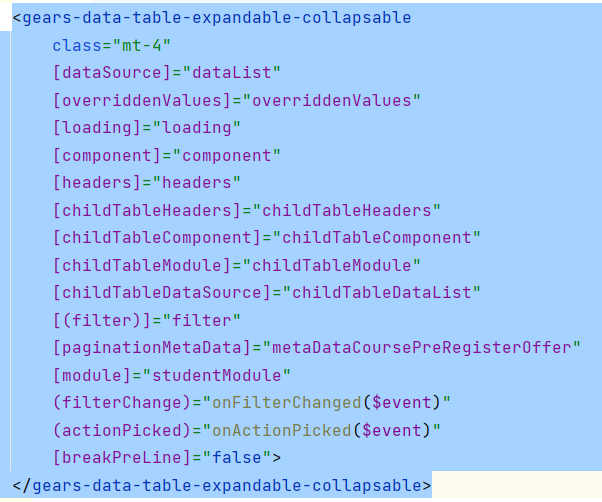 <gears-data-table-expandable-collapsable
    class="mt-4"
    [dataSource]="dataList"
    [overriddenValues]="overriddenValues"
    [loading]="loading"
    [component]="component"
    [headers]="headers"
    [childTableHeaders]="childTableHeaders"
    [childTableComponent]="childTableComponent"
    [childTableModule]="childTableModule"
    [childTableDataSource]="childTableDataList"
    [(filter)]="filter"
    [paginationMetaData]="metaDataCoursePreRegisterOffer"
    [module]="studentModule"
    (filterChange)="onFilterChanged($event)"
    (actionPicked)="onActionPicked($event)"
    [breakPreLine]="false">
</gears-data-table-expandable-collapsable>